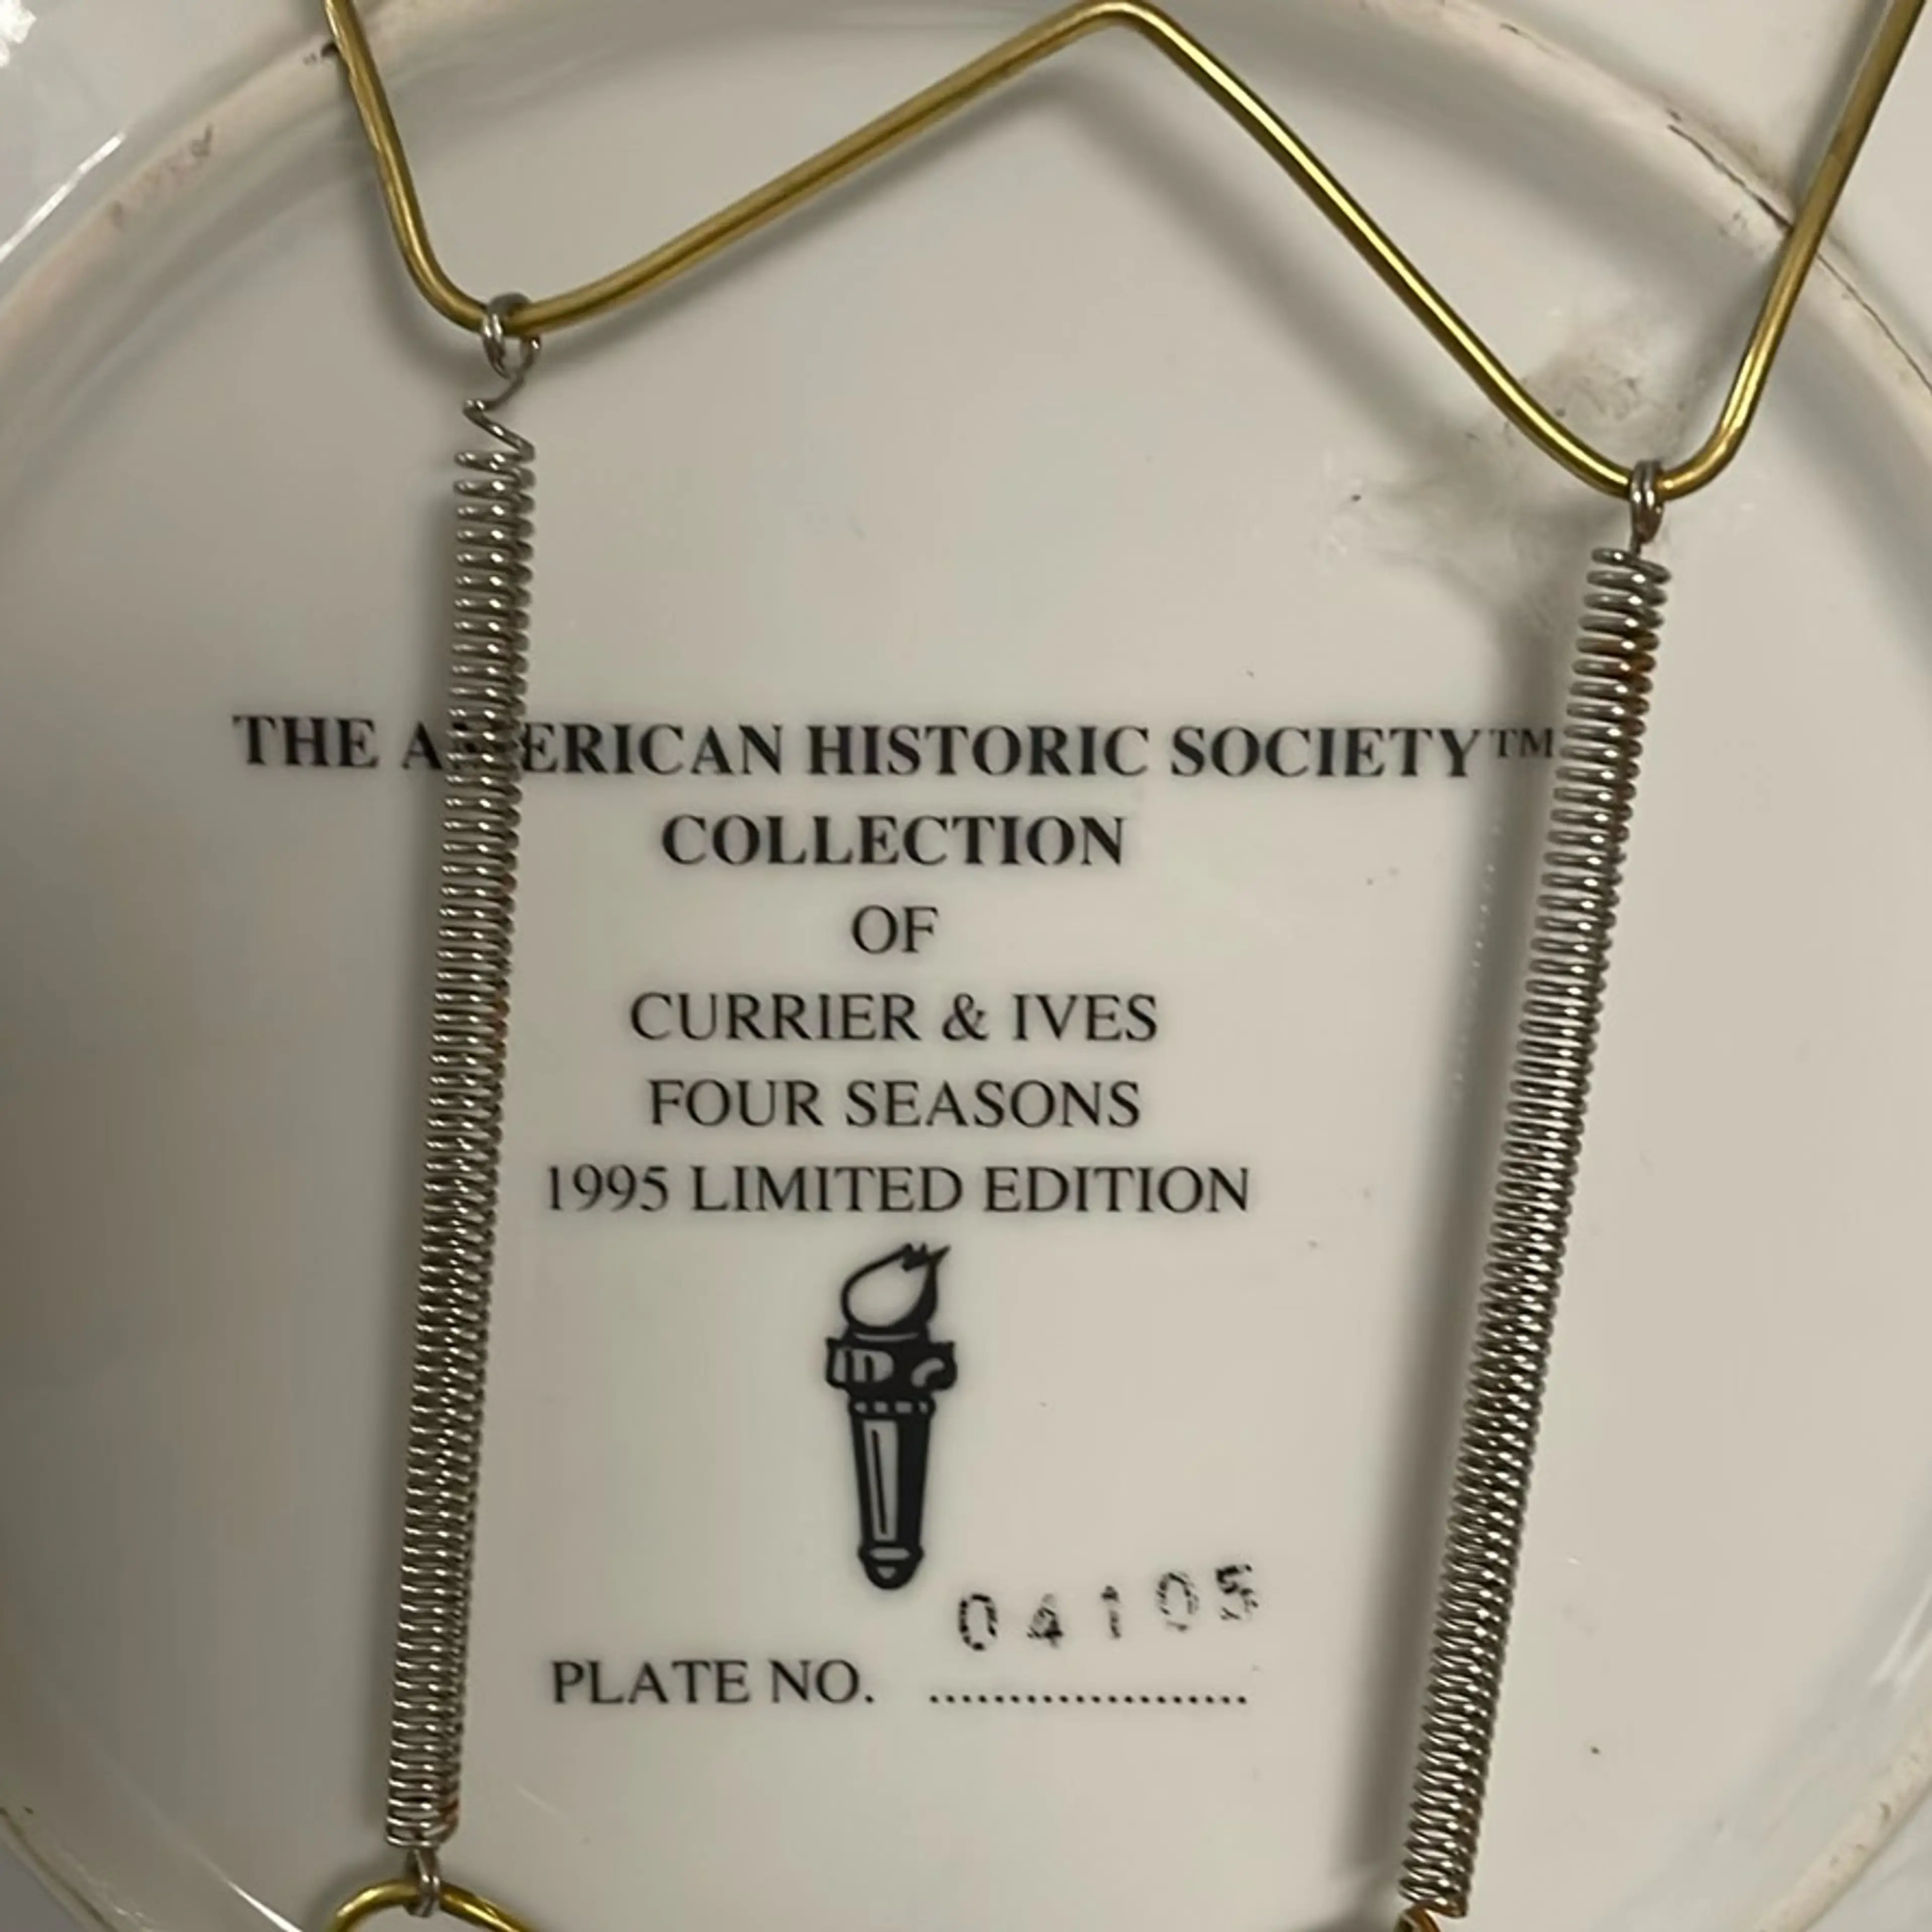 THE AMERICAN HISTORIC SOCIETY™
COLLECTION
OF
CURRIER & IVES
FOUR SEASONS
1995 LIMITED EDITION
04105
PLATE NO. ....................